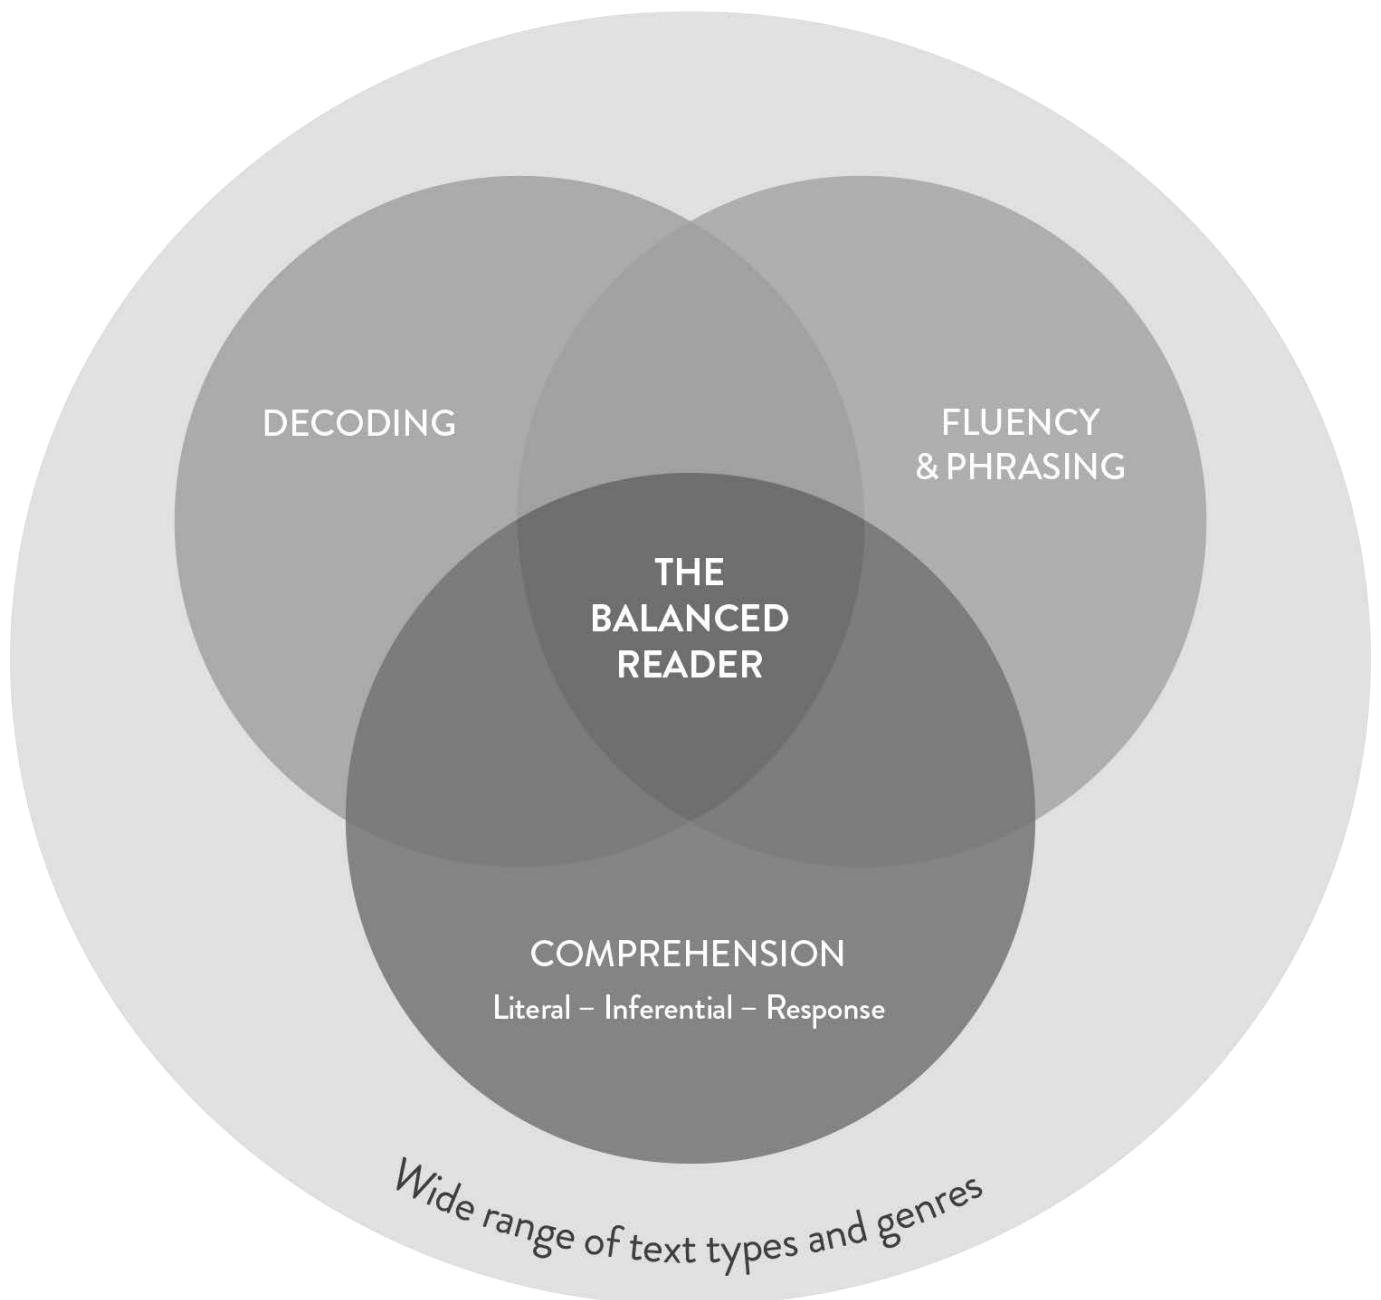 DECODING
FLUENCY
& PHRASING
THE
BALANCED
READER
COMPREHENSION
Literal – Inferential – Response
Wide range of text types and genres